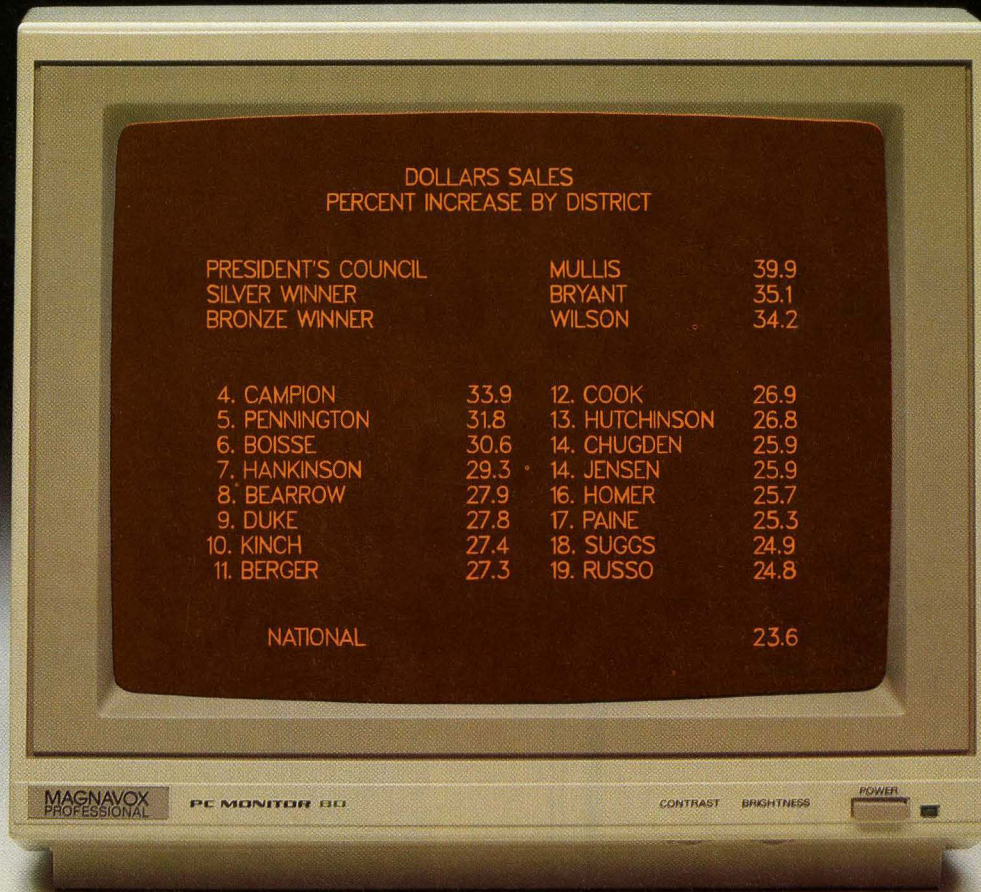 DOLLARS SALES
PERCENT INCREASE BY DISTRICT
PRESIDENT'S COUNCIL MULLIS 39.9
SILVER WINNER BRYANT 35.1
BRONZE WINNER WILSON 34.2
4. CAMPION 33.9 12. COOK 26.9
5. PENNINGTON 31.8 13. HUTCHINSON 26.8
6. BOISSE 30.6 14. CHUGDEN 25.9
7. HANKINSON 29.3 14. JENSEN 25.9
8. BEARROW 27.9 16. HOMER 25.7
9. DUKE 27.8 17. PAINE 25.3
10. KINCH 27.4 18. SUGGS 24.9
11. BERGER 27.3 19. RUSSO 24.8
NATIONAL 23.6
MAGNAVOX
PROFESSIONAL
PC MONITOR 80
CONTRAST BRIGHTNESS POWER